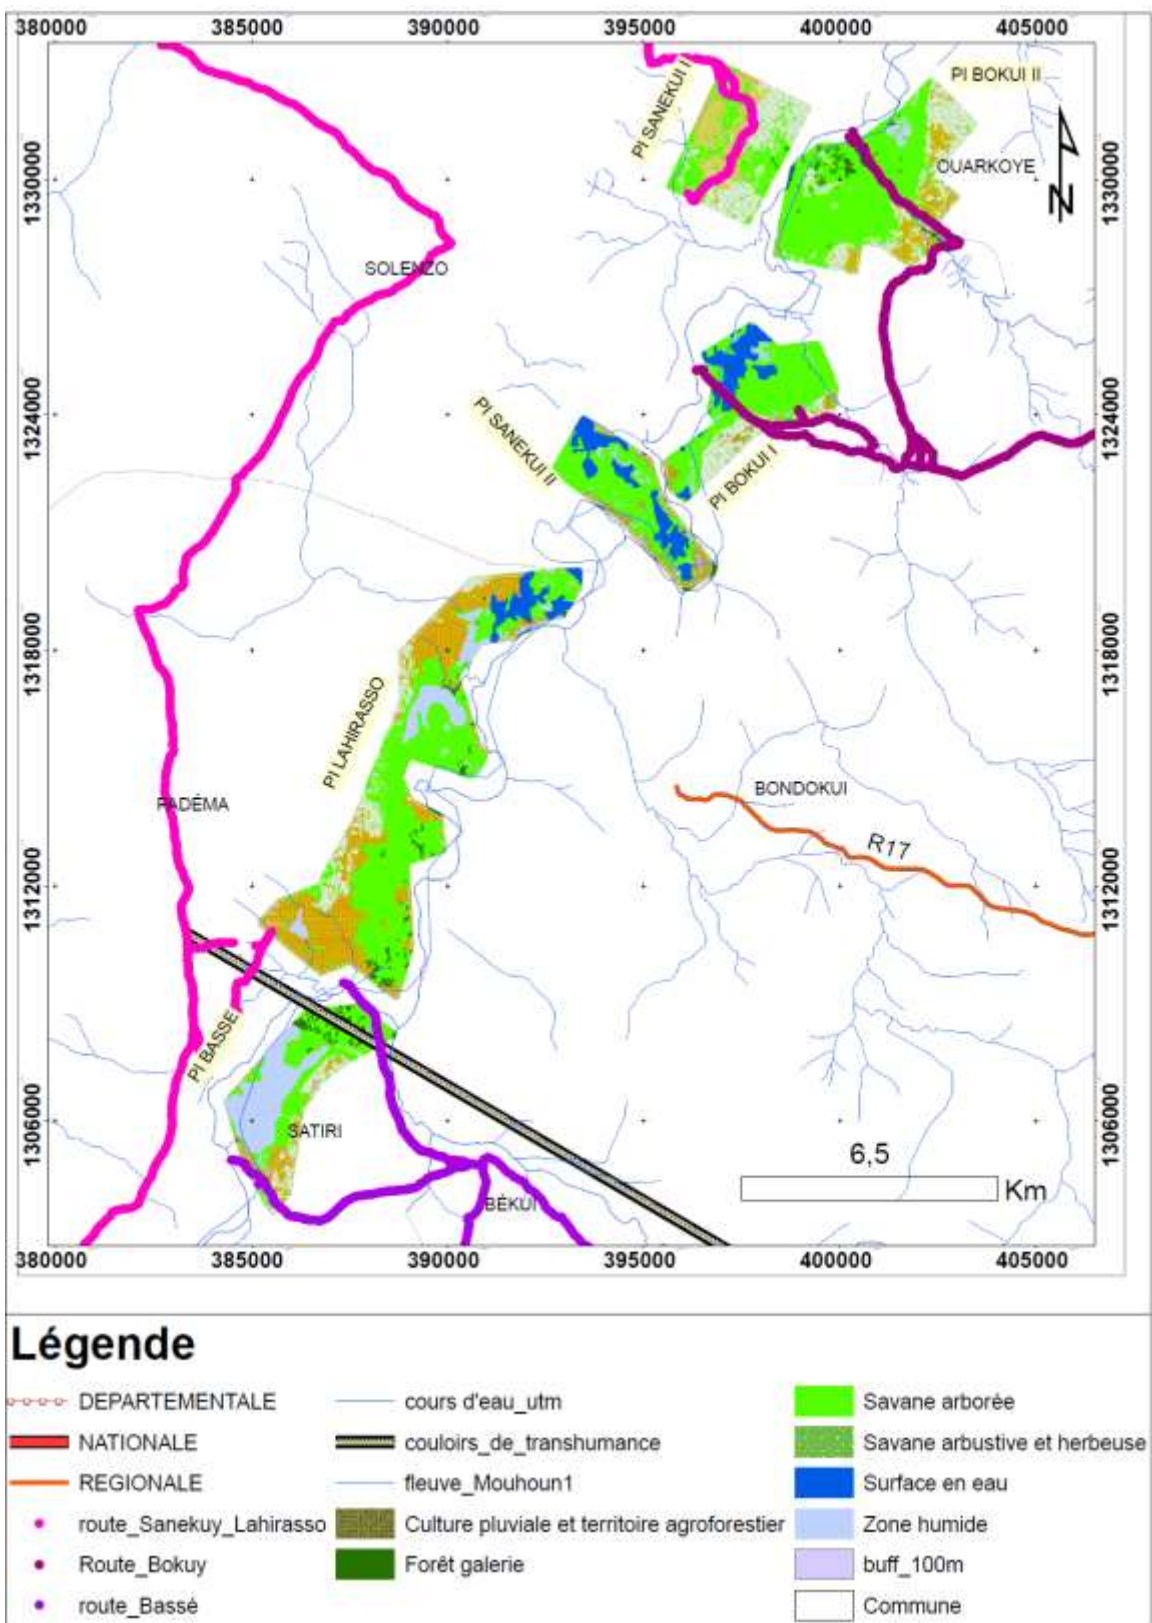 380000 385000 390000 395000 400000 405000
PI SANEKUI I
PI BOKUI II
1330000
OUARKOYE
1330000
N
SOLENZO
1324000
PI SANEKUI II
PI BOKUI I
1324000
1318000
PI LAHIRASSO
1318000
PADÉMA
BONDOKUI
R17
1312000
1312000
PI BASSE
SATIRI
1306000
1306000
6,5
Km
BÉKUI
380000 385000 390000 395000 400000 405000
Légende
DEPARTEMENTALE
NATIONALE
REGIONALE
route_Sanekuy_Lahirasso
Route_Bokuy
route_Bassé
cours d'eau_utm
couloirs_de_transhumance
fleuve_Mouhoun1
Culture pluviale et territoire agroforestier
Forêt galerie
Savane arborée
Savane arbustive et herbeuse
Surface en eau
Zone humide
buff_100m
Commune